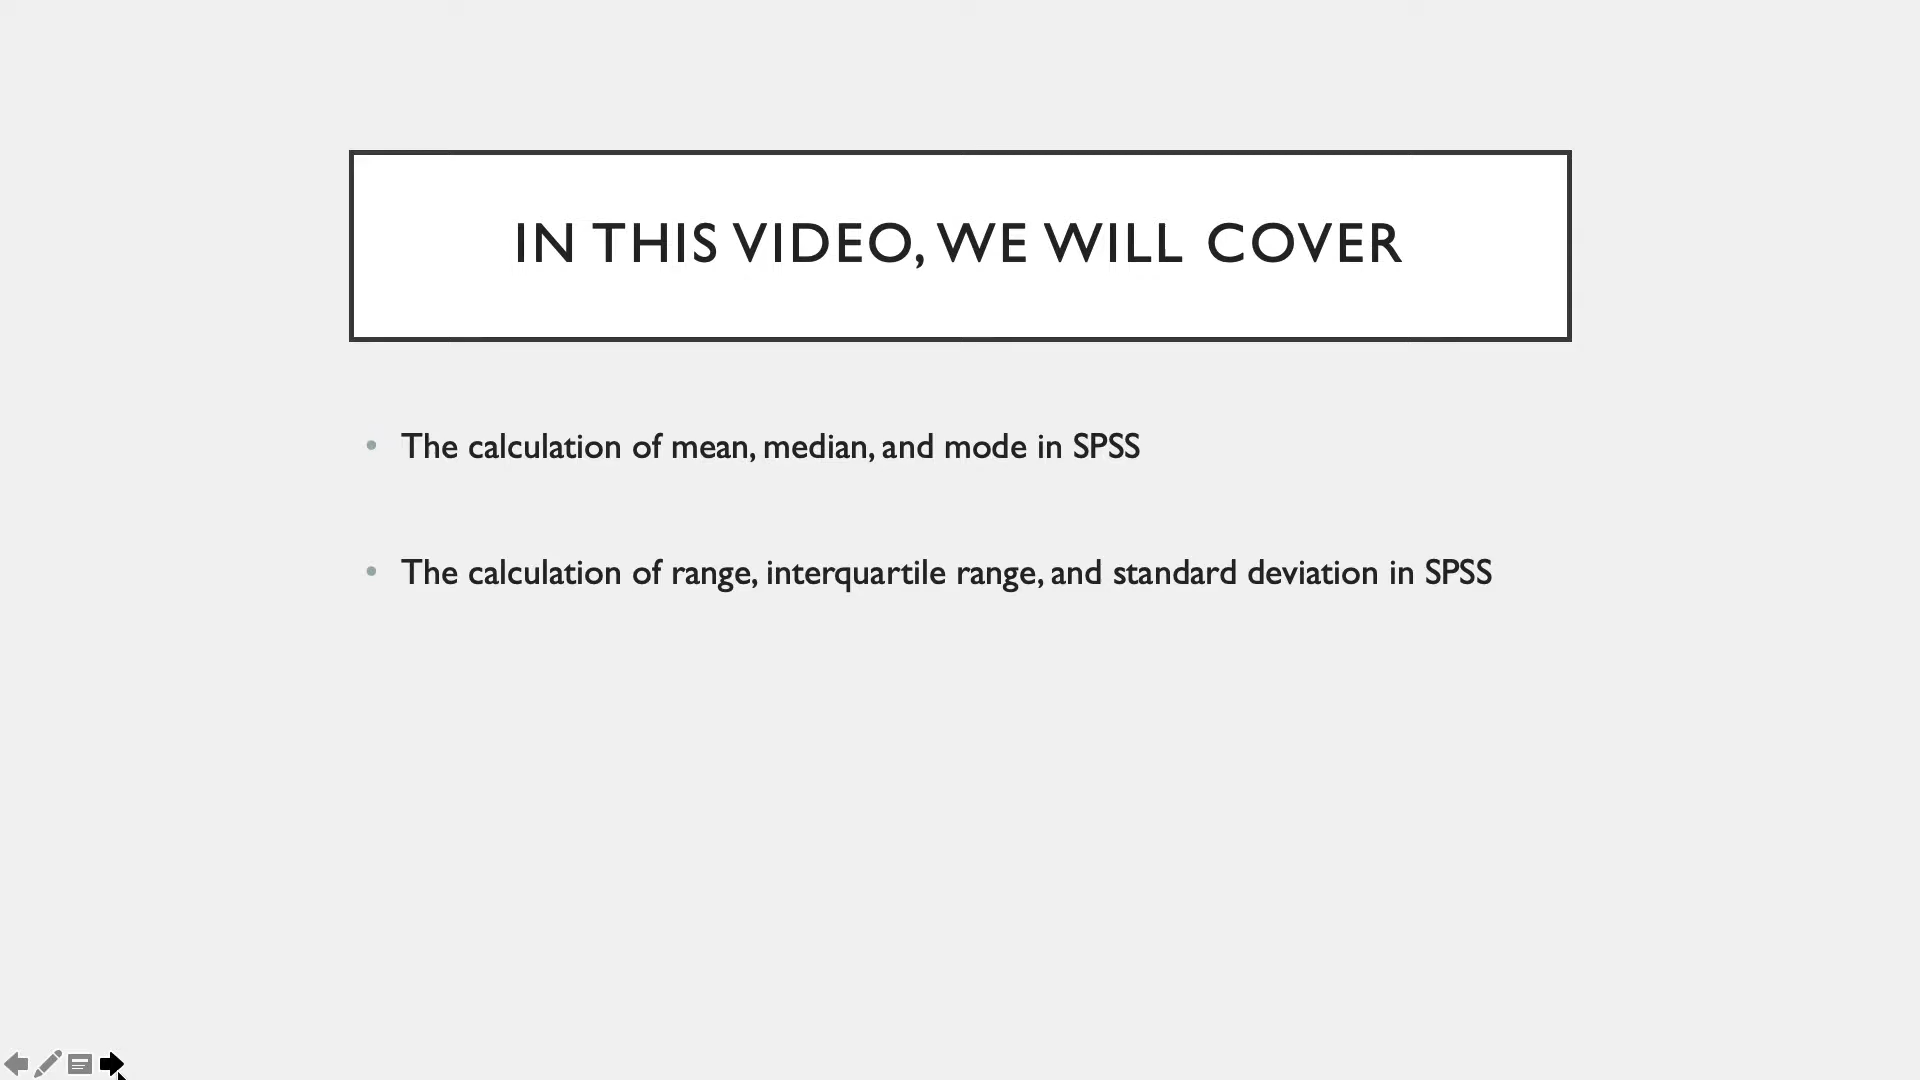 IN THIS VIDEO, WE WILL COVER
• The calculation of mean, median, and mode in SPSS
• The calculation of range, interquartile range, and standard deviation in SPSS